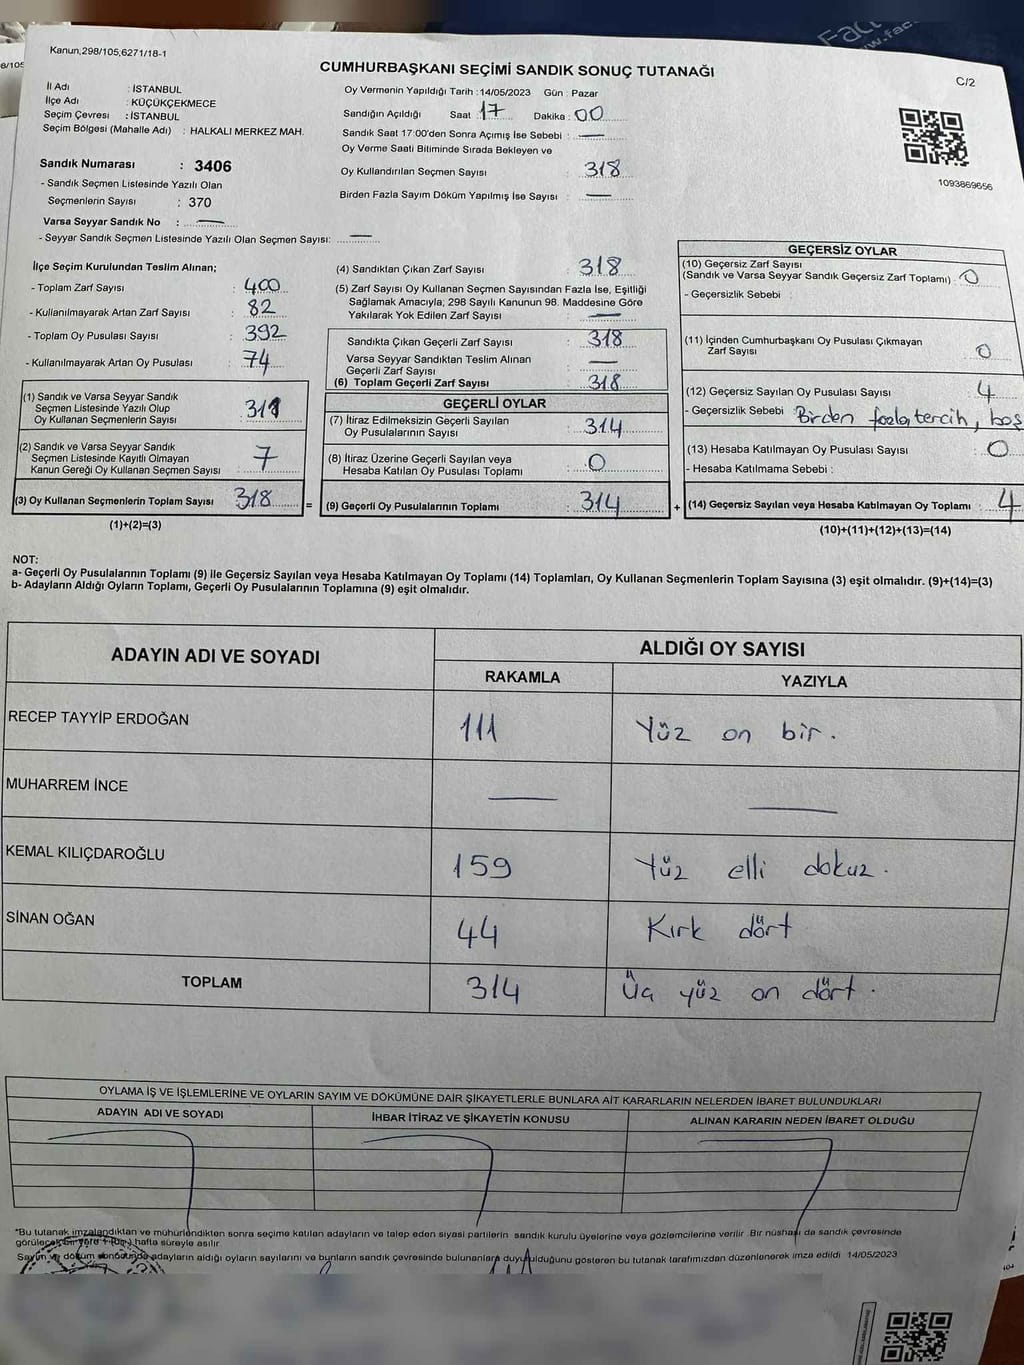 Kanun,298/105,6271/18-1
CUMHURBAŞKANI SEÇİMİ SANDIK SONUÇ TUTANAĞI
C/2
İl Adı : İSTANBUL
İlçe Adı : KÜÇÜKÇEKMECE
Seçim Çevresi : İSTANBUL
Seçim Bölgesi (Mahalle Adı) : HALKALI MERKEZ MAH.
Oy Vermenin Yapıldığı Tarih : 14/05/2023 Gün : Pazar
Sandığın Açıldığı Saat : 17 Dakika : 00
Sandık Saat 17:00'den Sonra Açımış İse Sebebi : —
Oy Verme Saati Bitiminde Sırada Bekleyen ve
Oy Kullandırılan Seçmen Sayısı : 318
Birden Fazla Sayım Döküm Yapılmış İse Sayısı : —
1093869656
Sandık Numarası : 3406
- Sandık Seçmen Listesinde Yazılı Olan
Seçmenlerin Sayısı : 370
Varsa Seyyar Sandık No : —
- Seyyar Sandık Seçmen Listesinde Yazılı Olan Seçmen Sayısı: —
İlçe Seçim Kurulundan Teslim Alınan;
- Toplam Zarf Sayısı : 400
- Kullanılmayarak Artan Zarf Sayısı : 82
- Toplam Oy Pusulası Sayısı : 392
- Kullanılmayarak Artan Oy Pusulası : 74
(1) Sandık ve Varsa Seyyar Sandık
Seçmen Listesinde Yazılı Olup
Oy Kullanan Seçmenlerin Sayısı : 311
(2) Sandık ve Varsa Seyyar Sandık
Seçmen Listesinde Kayıtlı Olmayan
Kanun Gereği Oy Kullanan Seçmen Sayısı : 7
(3) Oy Kullanan Seçmenlerin Toplam Sayısı 318 =
(1)+(2)=(3)
(4) Sandıktan Çıkan Zarf Sayısı : 318
(5) Zarf Sayısı Oy Kullanan Seçmen Sayısından Fazla İse, Eşitliği
Sağlamak Amacıyla; 298 Sayılı Kanunun 98. Maddesine Göre
Yakılarak Yok Edilen Zarf Sayısı : —
Sandıkta Çıkan Geçerli Zarf Sayısı : 318
Varsa Seyyar Sandıktan Teslim Alınan
Geçerli Zarf Sayısı : —
(6) Toplam Geçerli Zarf Sayısı : 318
GEÇERLİ OYLAR
(7) İtiraz Edilmeksizin Geçerli Sayılan
Oy Pusulalarının Sayısı : 314
(8) İtiraz Üzerine Geçerli Sayılan veya
Hesaba Katılan Oy Pusulası Toplamı : 0
(9) Geçerli Oy Pusulalarının Toplamı : 314 +
GEÇERSİZ OYLAR
(10) Geçersiz Zarf Sayısı
(Sandık ve Varsa Seyyar Sandık Geçersiz Zarf Toplamı) : 0
- Geçersizlik Sebebi :
(11) İçinden Cumhurbaşkanı Oy Pusulası Çıkmayan
Zarf Sayısı : 0
(12) Geçersiz Sayılan Oy Pusulası Sayısı : 4
- Geçersizlik Sebebi : Birden fazla tercih, boş
(13) Hesaba Katılmayan Oy Pusulası Sayısı : 0
- Hesaba Katılmama Sebebi :
(14) Geçersiz Sayılan veya Hesaba Katılmayan Oy Toplamı : 4
(10)+(11)+(12)+(13)=(14)
NOT:
a- Geçerli Oy Pusulalarının Toplamı (9) ile Geçersiz Sayılan veya Hesaba Katılmayan Oy Toplamı (14) Toplamları, Oy Kullanan Seçmenlerin Toplam Sayısına (3) eşit olmalıdır. (9)+(14)=(3)
b- Adayların Aldığı Oyların Toplamı, Geçerli Oy Pusulalarının Toplamına (9) eşit olmalıdır.
ADAYIN ADI VE SOYADI
ALDIĞI OY SAYISI
RAKAMLA YAZIYLA
RECEP TAYYİP ERDOĞAN 111 Yüz on bir.
MUHARREM İNCE — —
KEMAL KILIÇDAROĞLU 159 Yüz elli dokuz.
SİNAN OĞAN 44 Kırk dört
TOPLAM 314 Üç yüz on dört.
OYLAMA İŞ VE İŞLEMLERİNE VE OYLARIN SAYIM VE DÖKÜMÜNE DAİR ŞİKAYETLERLE BUNLARA AİT KARARLARIN NELERDEN İBARET BULUNDUKLARI
ADAYIN ADI VE SOYADI İHBAR İTİRAZ VE ŞİKAYETİN KONUSU ALINAN KARARIN NEDEN İBARET OLDUĞU
*Bu tutanak imzalandıktan ve mühürlendikten sonra seçime katılan adayların ve talep eden siyasi partilerin sandık kurulu üyelerine veya gözlemcilerine verilir. Bir nüshası da sandık çevresinde
görülecek bir yere 1 (Bir) hafta süreyle asılır.
Sayım ve döküm sonucunda adayların aldığı oyların sayılarını ve bunların sandık çevresinde bulunanlara duyurulduğunu gösteren bu tutanak tarafımızdan düzenlenerek imza edildi 14/05/2023